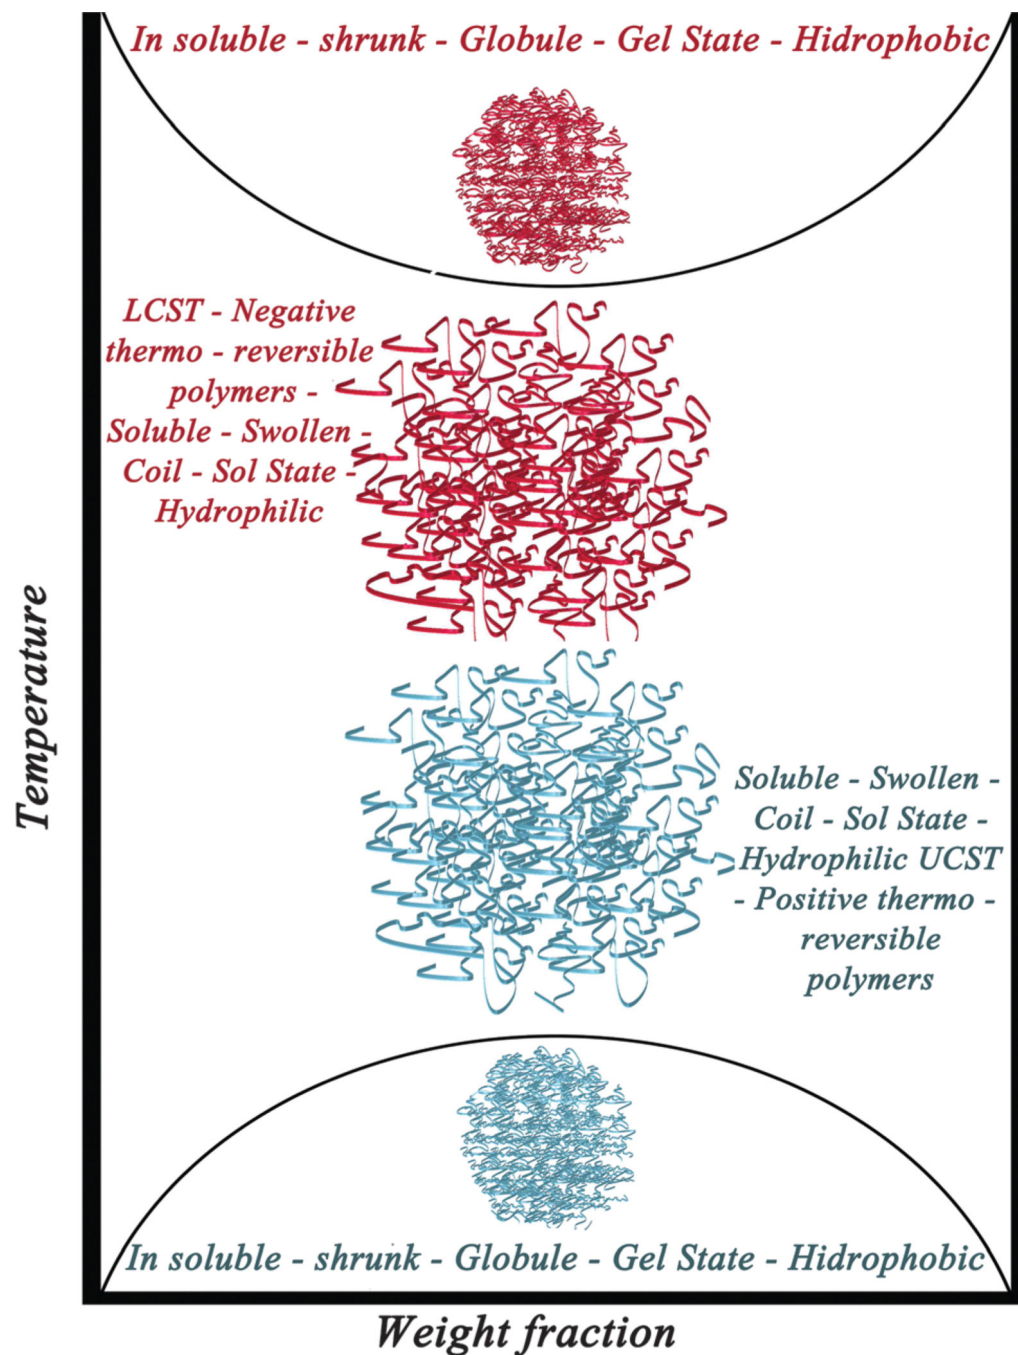 In soluble - shrunk - Globule - Gel State - Hidrophobic
LCST - Negative
thermo - reversible
polymers -
Soluble - Swollen -
Coil - Sol State -
Hydrophilic
Temperature
Soluble - Swollen -
Coil - Sol State -
Hydrophilic UCST
- Positive thermo -
reversible
polymers
In soluble - shrunk - Globule - Gel State - Hidrophobic
Weight fraction